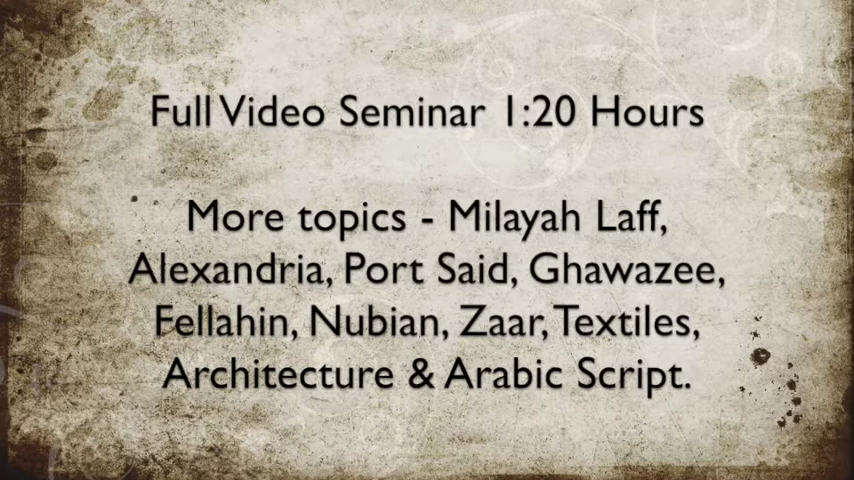 Full Video Seminar 1:20 Hours
More topics - Milayah Laff,
Alexandria, Port Said, Ghawazee,
Fellahin, Nubian, Zaar, Textiles,
Architecture & Arabic Script.